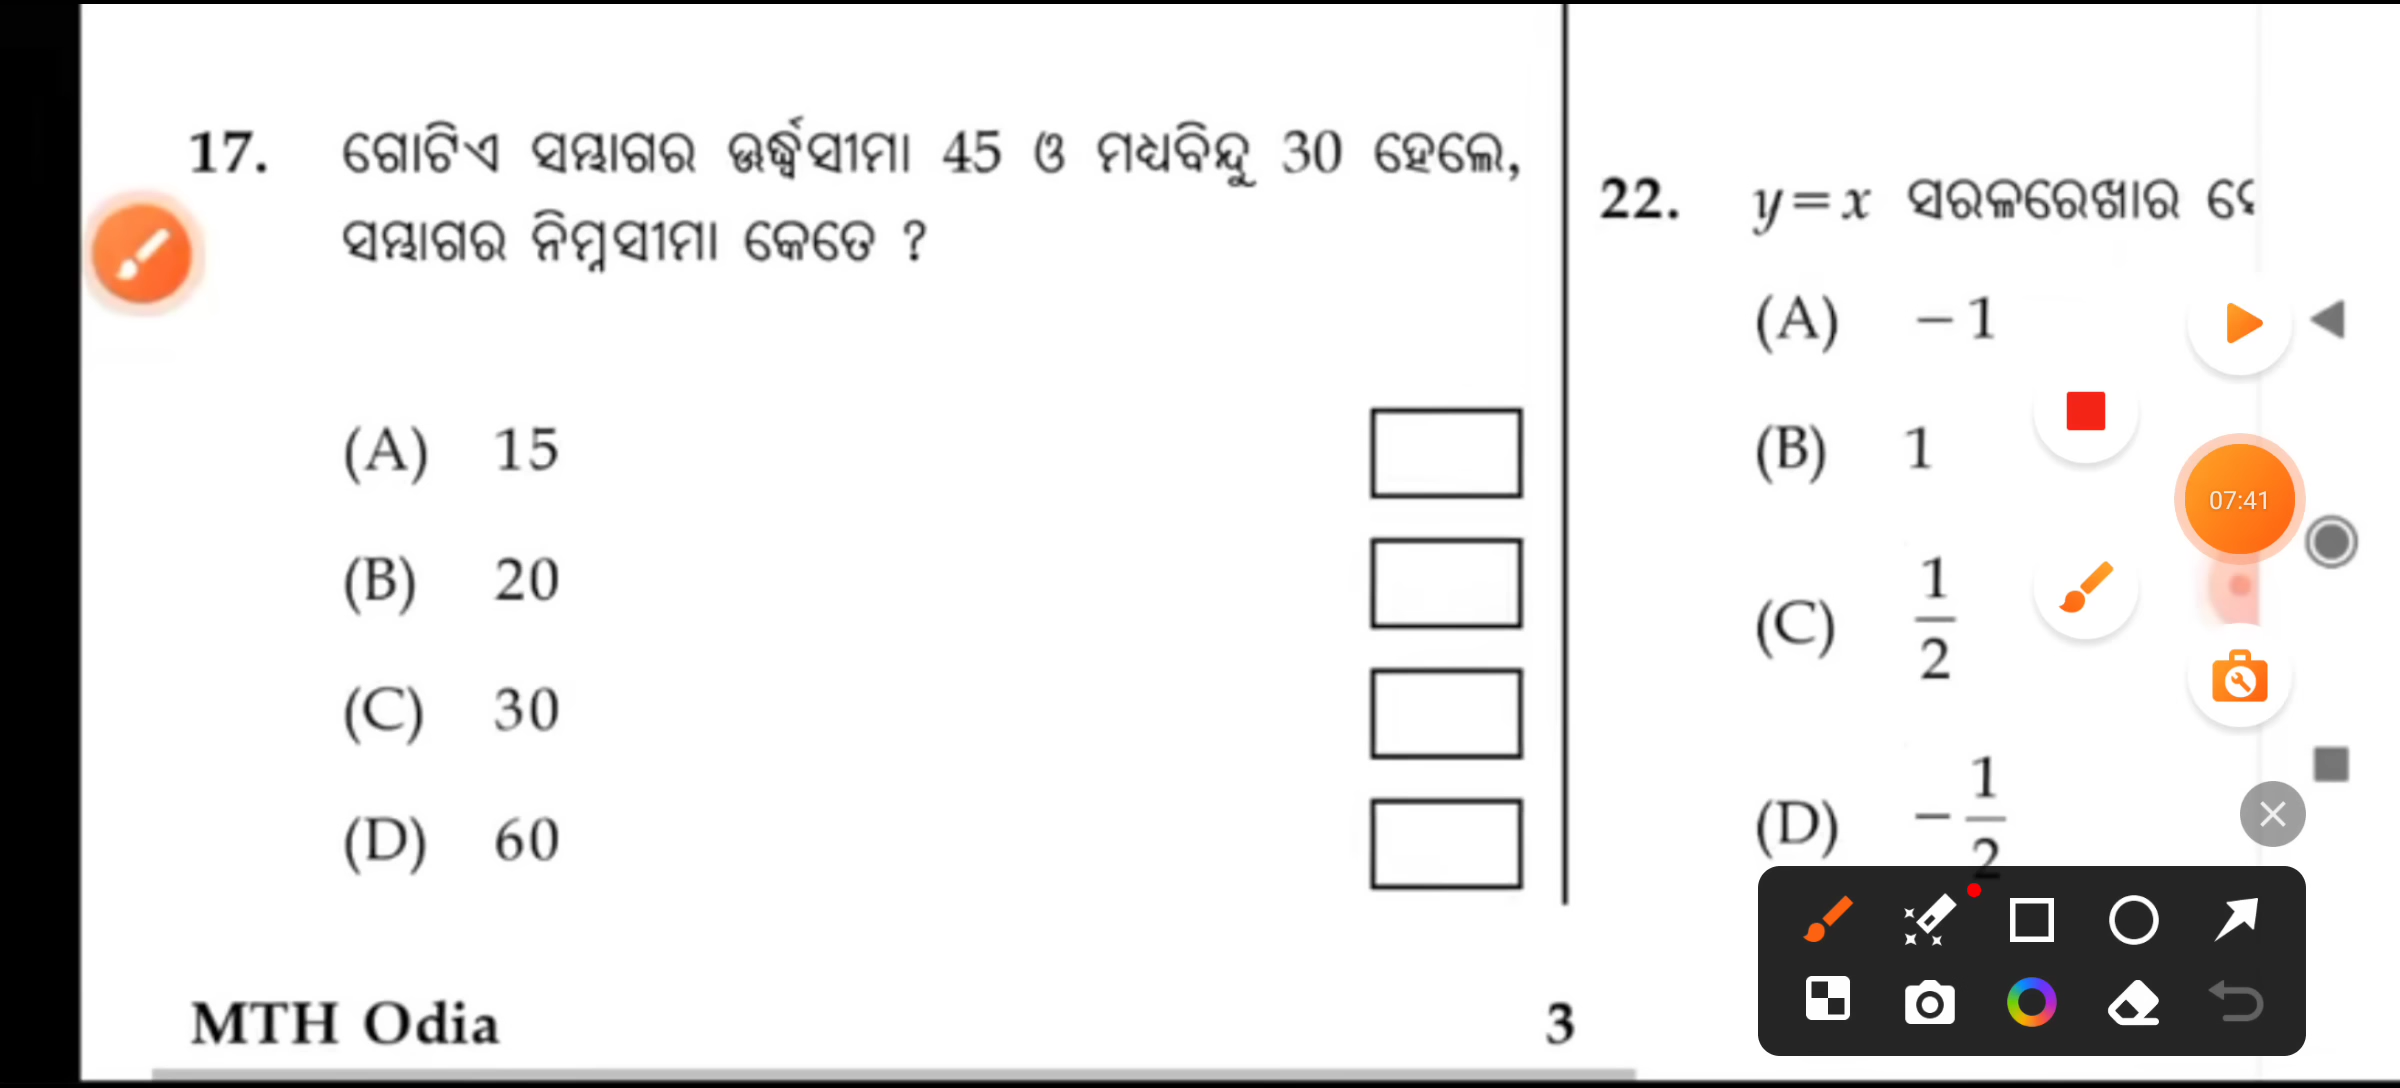 17. ଗୋଟିଏ ସମ୍ଭାଗର ଊର୍ଦ୍ଧ୍ୱସୀମା 45 ଓ ମଧ୍ୟବିନ୍ଦୁ 30 ହେଲେ,
ସମ୍ଭାଗର ନିମ୍ନସୀମା କେତେ ?
(A) 15
(B) 20
(C) 30
(D) 60
MTH Odia
3
22. y = x ସରଳରେଖାର
(A) − 1
(B) 1
(C) 1/2
(D) − 1/2
07:41